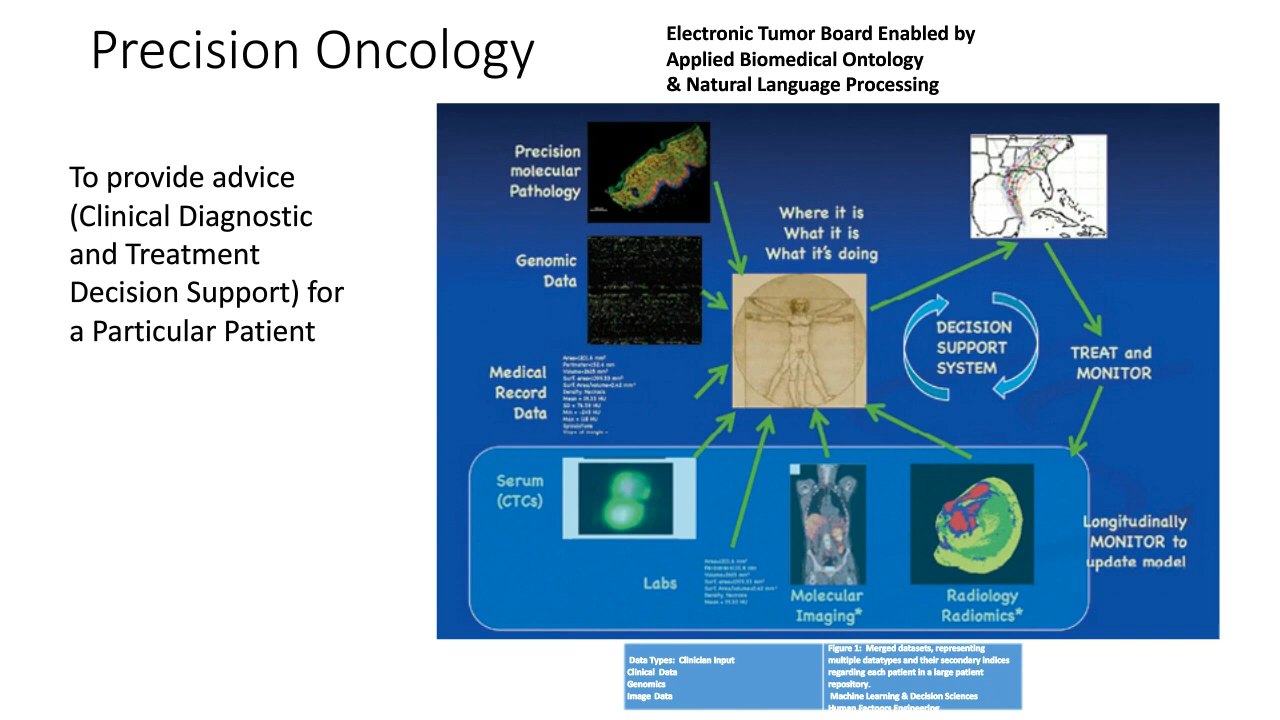 Precision Oncology
Electronic Tumor Board Enabled by
Applied Biomedical Ontology
& Natural Language Processing
To provide advice
(Clinical Diagnostic
and Treatment
Decision Support) for
a Particular Patient
Precision
molecular
Pathology
Genomic
Data
Medical
Record
Data
Where it is
What it is
What it's doing
DECISION
SUPPORT
SYSTEM
TREAT and
MONITOR
Serum
(CTCs)
Labs
Molecular
Imaging*
Radiology
Radiomics*
Longitudinally
MONITOR to
update model
Data Types: Clinician Input
Clinical Data
Genomics
Image Data
Figure 1: Merged datasets, representing
multiple datatypes and their secondary indices
regarding each patient in a large patient
repository.
Machine Learning & Decision Sciences
Human Factoors Engineering